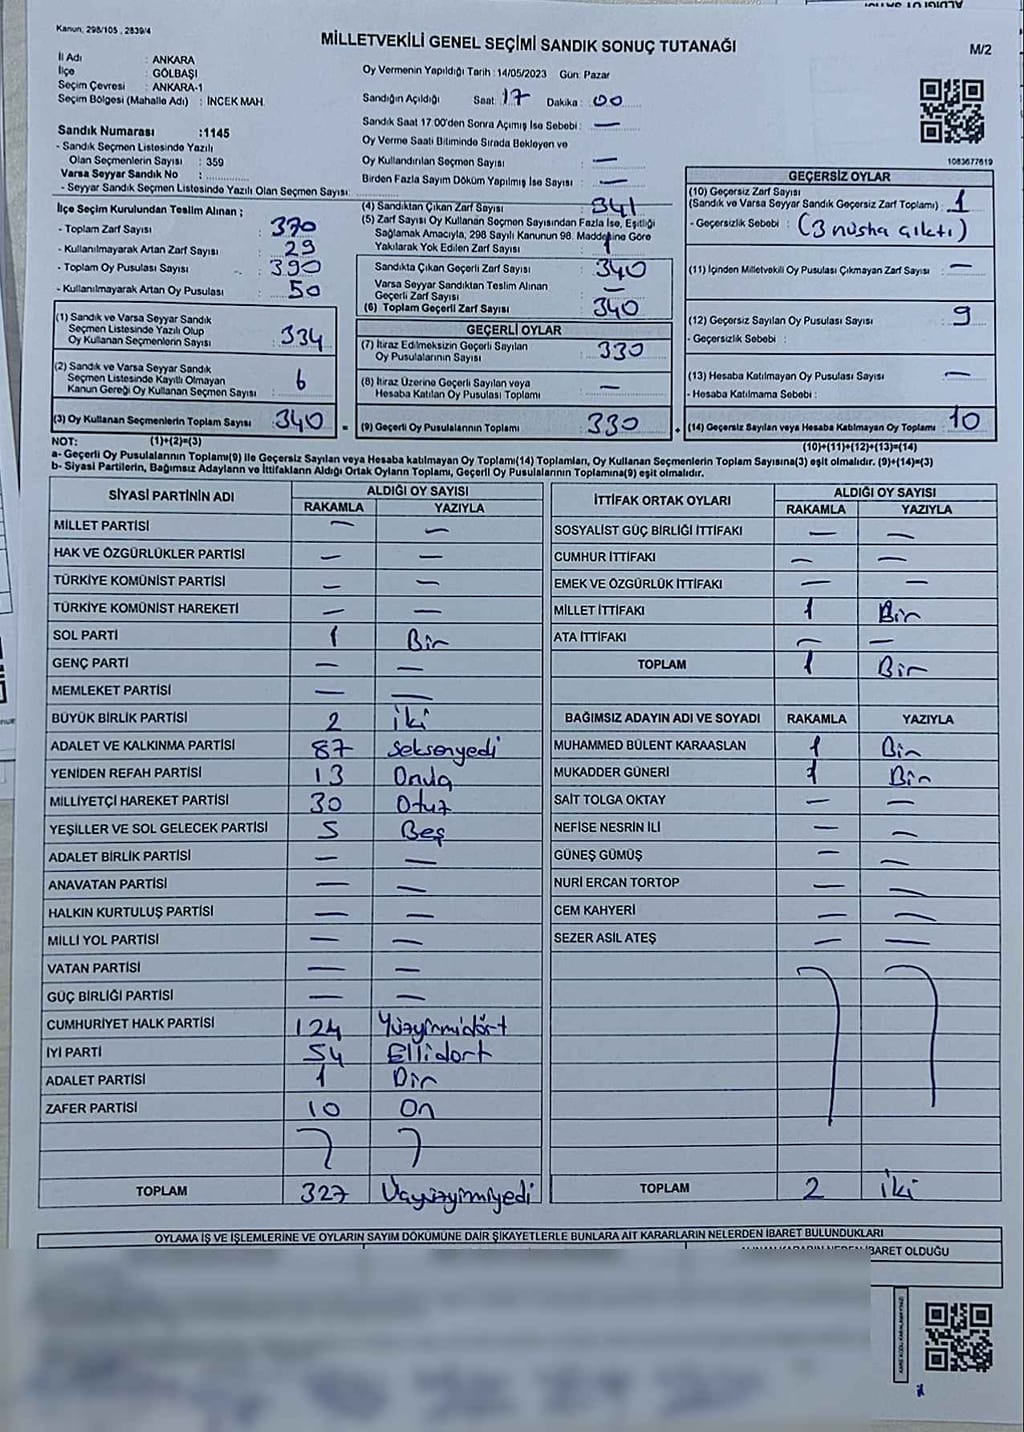 Kanun: 298/105 , 2839/4
MİLLETVEKİLİ GENEL SEÇİMİ SANDIK SONUÇ TUTANAĞI
M/2
İl Adı : ANKARA
İlçe : GÖLBAŞI
Seçim Çevresi : ANKARA-1
Seçim Bölgesi (Mahalle Adı) : İNCEK MAH.
Sandık Numarası :1145
- Sandık Seçmen Listesinde Yazılı
Olan Seçmenlerin Sayısı : 359
Varsa Seyyar Sandık No :
- Seyyar Sandık Seçmen Listesinde Yazılı Olan Seçmen Sayısı:
Oy Vermenin Yapıldığı Tarih : 14/05/2023 Gün: Pazar
Sandığın Açıldığı Saat: 17 Dakika : 00
Sandık Saat 17:00'den Sonra Açımış İse Sebebi : —
Oy Verme Saati Bitiminde Sırada Bekleyen ve
Oy Kullandırılan Seçmen Sayısı : —
Birden Fazla Sayım Döküm Yapılmış İse Sayısı : —
1083677619
İlçe Seçim Kurulundan Teslim Alınan ;
- Toplam Zarf Sayısı : 370
- Kullanılmayarak Artan Zarf Sayısı : 29
- Toplam Oy Pusulası Sayısı : 390
- Kullanılmayarak Artan Oy Pusulası : 50
(1) Sandık ve Varsa Seyyar Sandık
Seçmen Listesinde Yazılı Olup
Oy Kullanan Seçmenlerin Sayısı : 334
(2) Sandık ve Varsa Seyyar Sandık
Seçmen Listesinde Kayıtlı Olmayan
Kanun Gereği Oy Kullanan Seçmen Sayısı : 6
(3) Oy Kullanan Seçmenlerin Toplam Sayısı : 340
(4) Sandıktan Çıkan Zarf Sayısı : 341
(5) Zarf Sayısı Oy Kullanan Seçmen Sayısından Fazla İse, Eşitliği
Sağlamak Amacıyla, 298 Sayılı Kanunun 98. Maddesine Göre
Yakılarak Yok Edilen Zarf Sayısı : 1
Sandıkta Çıkan Geçerli Zarf Sayısı : 340
Varsa Seyyar Sandıktan Teslim Alınan
Geçerli Zarf Sayısı : —
(6) Toplam Geçerli Zarf Sayısı : 340
GEÇERLİ OYLAR
(7) İtiraz Edilmeksizin Geçerli Sayılan
Oy Pusulalarının Sayısı : 330
(8) İtiraz Üzerine Geçerli Sayılan veya
Hesaba Katılan Oy Pusulası Toplamı : —
(9) Geçerli Oy Pusulalarının Toplamı : 330
GEÇERSİZ OYLAR
(10) Geçersiz Zarf Sayısı
(Sandık ve Varsa Seyyar Sandık Geçersiz Zarf Toplamı) : 1
- Geçersizlik Sebebi : (3 nüsha çıktı)
(11) İçinden Milletvekili Oy Pusulası Çıkmayan Zarf Sayısı : —
(12) Geçersiz Sayılan Oy Pusulası Sayısı : 9
- Geçersizlik Sebebi :
(13) Hesaba Katılmayan Oy Pusulası Sayısı : —
- Hesaba Katılmama Sebebi :
(14) Geçersiz Sayılan veya Hesaba Katılmayan Oy Toplamı : 10
NOT: (1)+(2)=(3) (10)+(11)+(12)+(13)=(14)
a- Geçerli Oy Pusulalarının Toplamı(9) ile Geçersiz Sayılan veya Hesaba katılmayan Oy Toplamı(14) Toplamları, Oy Kullanan Seçmenlerin Toplam Sayısına(3) eşit olmalıdır. (9)+(14)=(3)
b- Siyasi Partilerin, Bağımsız Adayların ve İttifakların Aldığı Ortak Oyların Toplamı, Geçerli Oy Pusulalarının Toplamına(9) eşit olmalıdır.
SİYASİ PARTİNİN ADI ALDIĞI OY SAYISI
RAKAMLA YAZIYLA
MİLLET PARTİSİ — —
HAK VE ÖZGÜRLÜKLER PARTİSİ — —
TÜRKİYE KOMÜNİST PARTİSİ — —
TÜRKİYE KOMÜNİST HAREKETİ — —
SOL PARTİ 1 Bir
GENÇ PARTİ — —
MEMLEKET PARTİSİ — —
BÜYÜK BİRLİK PARTİSİ 2 iki
ADALET VE KALKINMA PARTİSİ 87 Seksenyedi
YENİDEN REFAH PARTİSİ 13 Onüç
MİLLİYETÇİ HAREKET PARTİSİ 30 Otuz
YEŞİLLER VE SOL GELECEK PARTİSİ 5 Beş
ADALET BİRLİK PARTİSİ — —
ANAVATAN PARTİSİ — —
HALKIN KURTULUŞ PARTİSİ — —
MİLLİ YOL PARTİSİ — —
VATAN PARTİSİ — —
GÜÇ BİRLİĞİ PARTİSİ — —
CUMHURİYET HALK PARTİSİ 124 Yüzyirmidört
İYİ PARTİ 54 Ellidört
ADALET PARTİSİ 1 Bir
ZAFER PARTİSİ 10 On
TOPLAM 327 Üçyüzyirmiyedi
İTTİFAK ORTAK OYLARI ALDIĞI OY SAYISI
RAKAMLA YAZIYLA
SOSYALİST GÜÇ BİRLİĞİ İTTİFAKI — —
CUMHUR İTTİFAKI — —
EMEK VE ÖZGÜRLÜK İTTİFAKI — —
MİLLET İTTİFAKI 1 Bir
ATA İTTİFAKI — —
TOPLAM 1 Bir
BAĞIMSIZ ADAYIN ADI VE SOYADI RAKAMLA YAZIYLA
MUHAMMED BÜLENT KARAASLAN 1 Bir
MUKADDER GÜNERİ 1 Bir
SAİT TOLGA OKTAY — —
NEFİSE NESRİN İLİ — —
GÜNEŞ GÜMÜŞ — —
NURİ ERCAN TORTOP — —
CEM KAHYERİ — —
SEZER ASİL ATEŞ — —
TOPLAM 2 iki
OYLAMA İŞ VE İŞLEMLERİNE VE OYLARIN SAYIM DÖKÜMÜNE DAİR ŞİKAYETLERLE BUNLARA AİT KARARLARIN NELERDEN İBARET BULUNDUKLARI
İBARET OLDUĞU